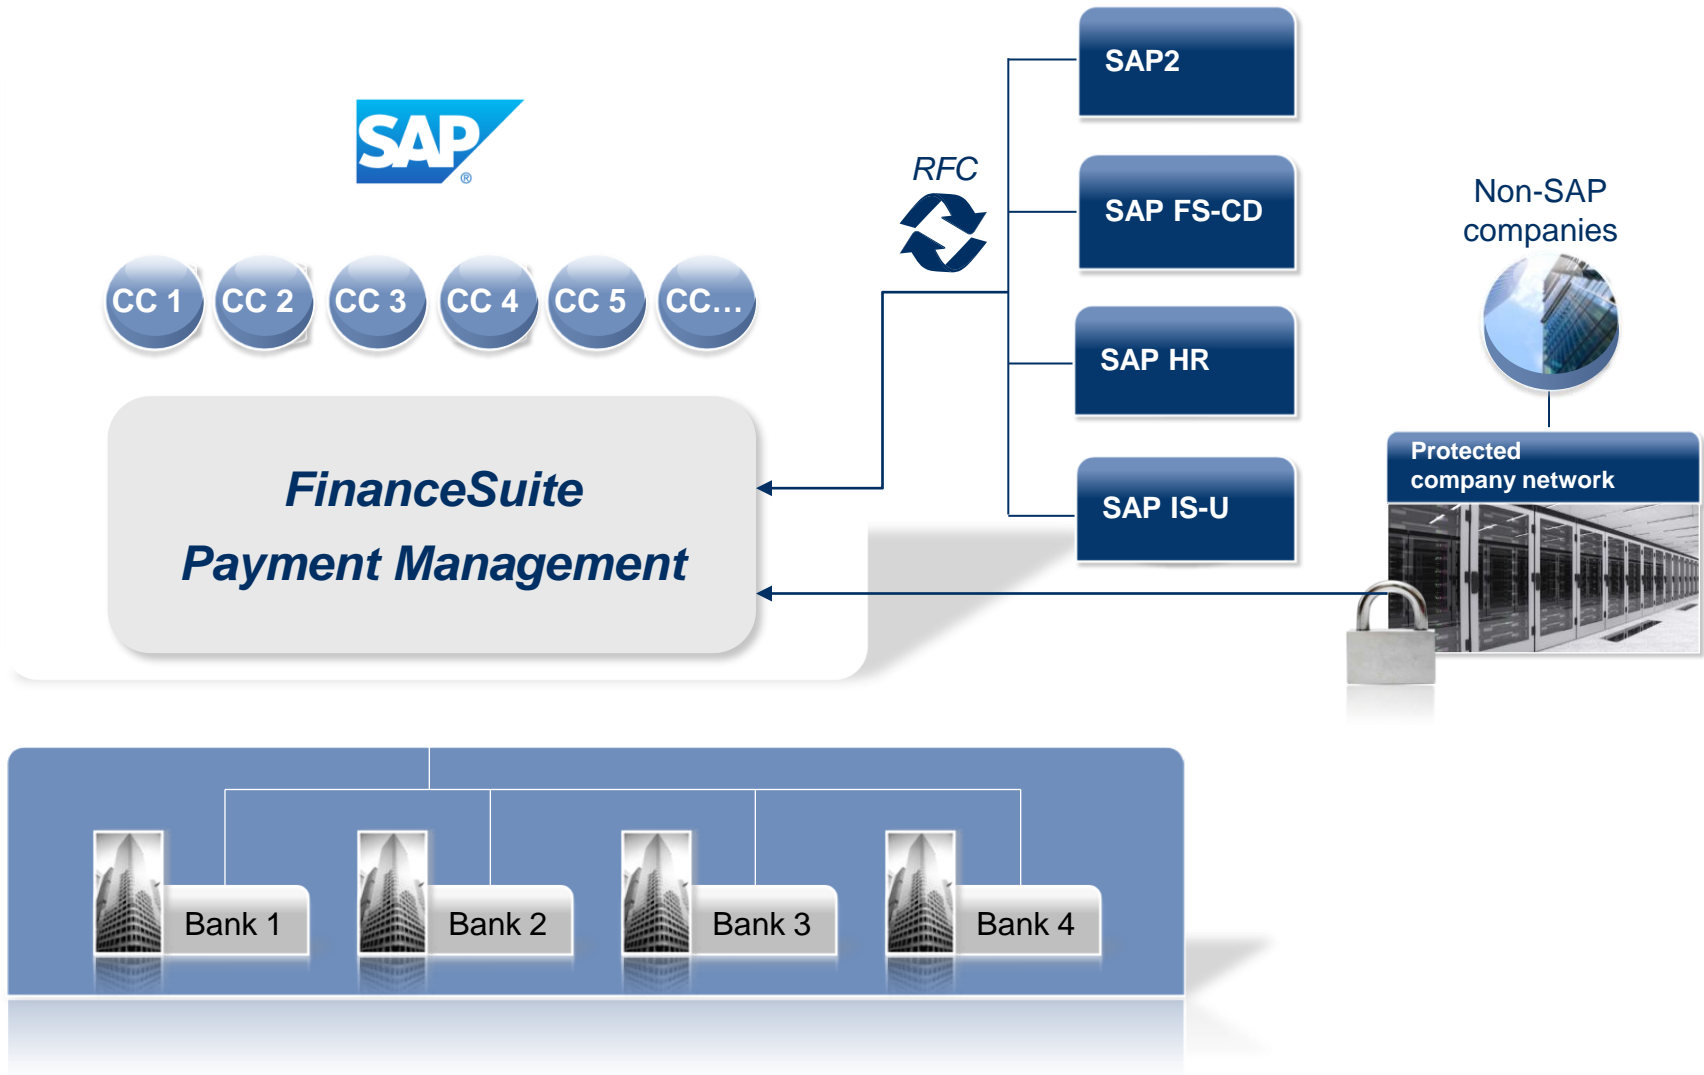 SAP2
SAP
®
RFC
SAP FS-CD
Non-SAP
companies
CC 1
CC 2
CC 3
CC 4
CC 5
CC...
SAP HR
Protected
company network
FinanceSuite
Payment Management
SAP IS-U
Bank 1
Bank 2
Bank 3
Bank 4